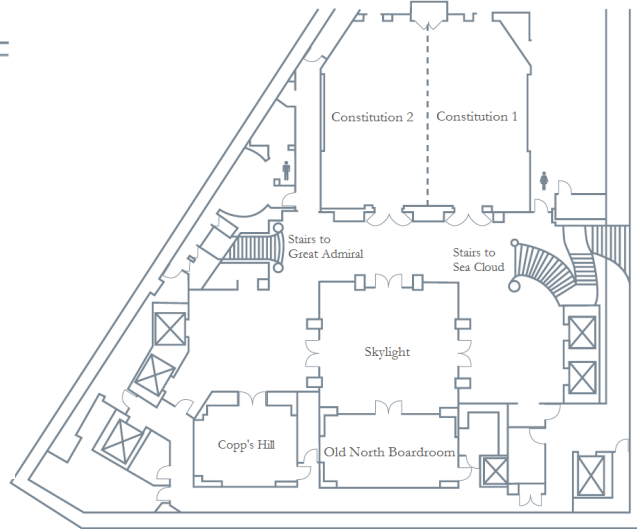 Constitution 2
Constitution 1
Stairs to
Great Admiral
Stairs to
Sea Cloud
Skylight
Copp's Hill
Old North Boardroom